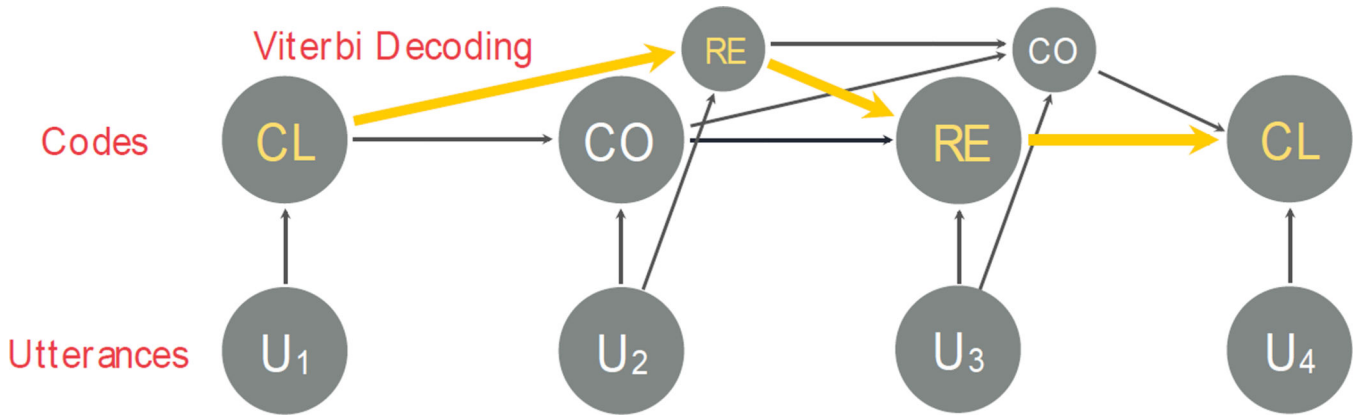 Viterbi Decoding
RE
CO
Codes
CL
CO
RE
CL
Utterances
U1
U2
U3
U4